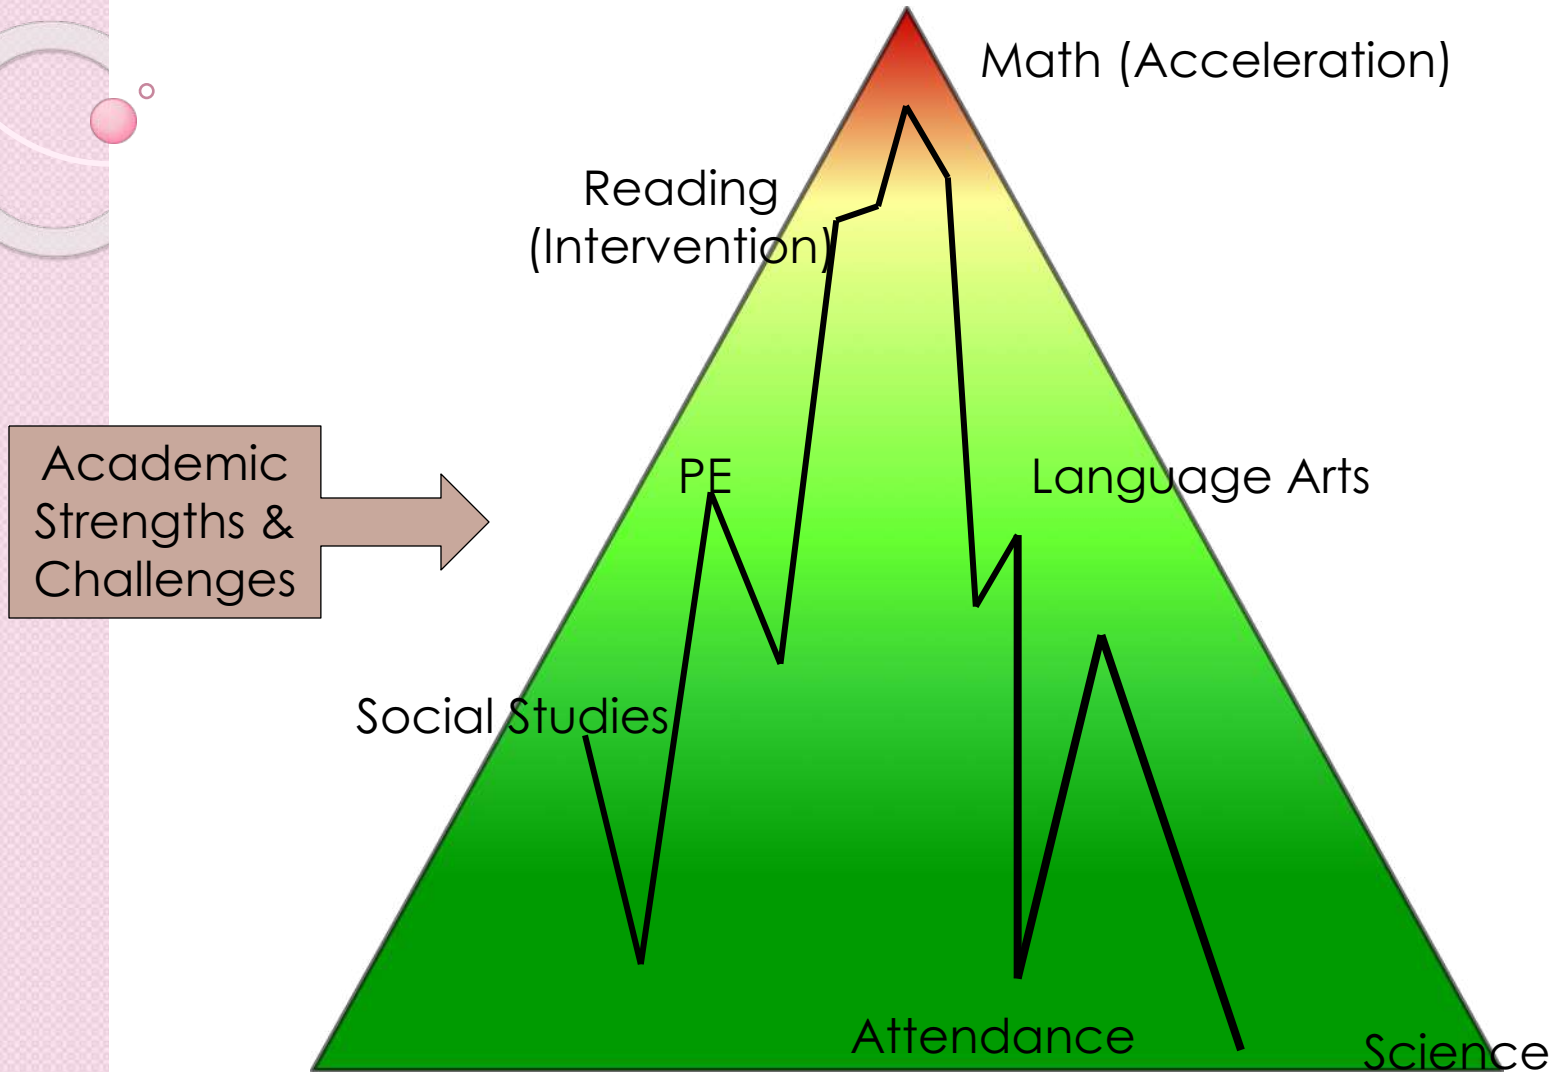 Math (Acceleration)
Reading
(Intervention)
Academic
Strengths &
Challenges
PE
Language Arts
Social Studies
Attendance
Science